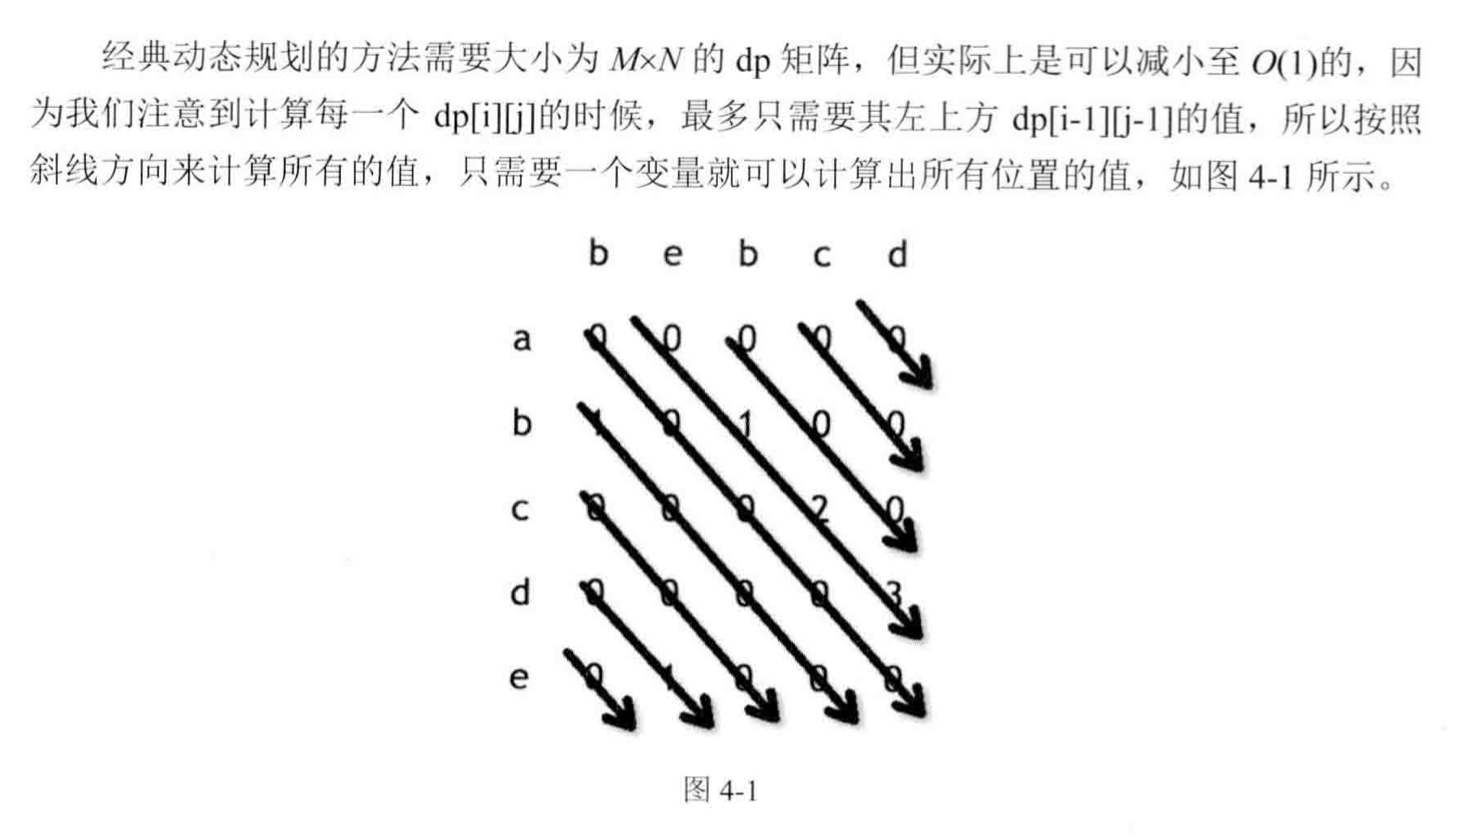 经典动态规划的方法需要大小为 M×N 的 dp 矩阵，但实际上是可以减小至 O(1)的，因
为我们注意到计算每一个 dp[i][j]的时候，最多只需要其左上方 dp[i-1][j-1]的值，所以按照
斜线方向来计算所有的值，只需要一个变量就可以计算出所有位置的值，如图 4-1 所示。
b e b c d
a 0 0 0 0 0
b 1 0 1 0 0
c 0 0 0 2 0
d 0 0 0 0 3
e 0 1 0 0 0
图 4-1